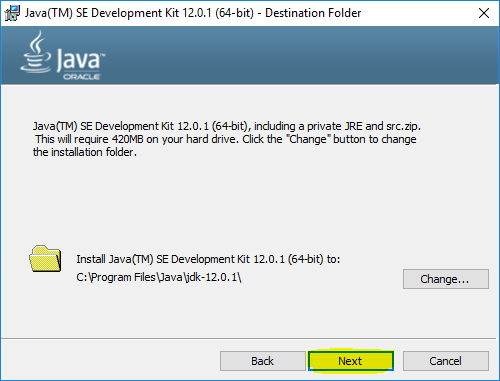 Java(TM) SE Development Kit 12.0.1 (64-bit) - Destination Folder
Java™
ORACLE
Java(TM) SE Development Kit 12.0.1 (64-bit), including a private JRE and src.zip.
This will require 420MB on your hard drive. Click the "Change" button to change
the installation folder.
Install Java(TM) SE Development Kit 12.0.1 (64-bit) to:
C:\Program Files\Java\jdk-12.0.1\
Change...
Back
Next
Cancel